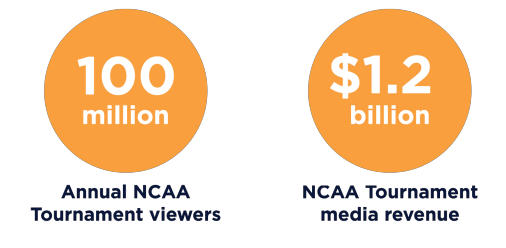 100
million
Annual NCAA
Tournament viewers
$1.2
billion
NCAA Tournament
media revenue